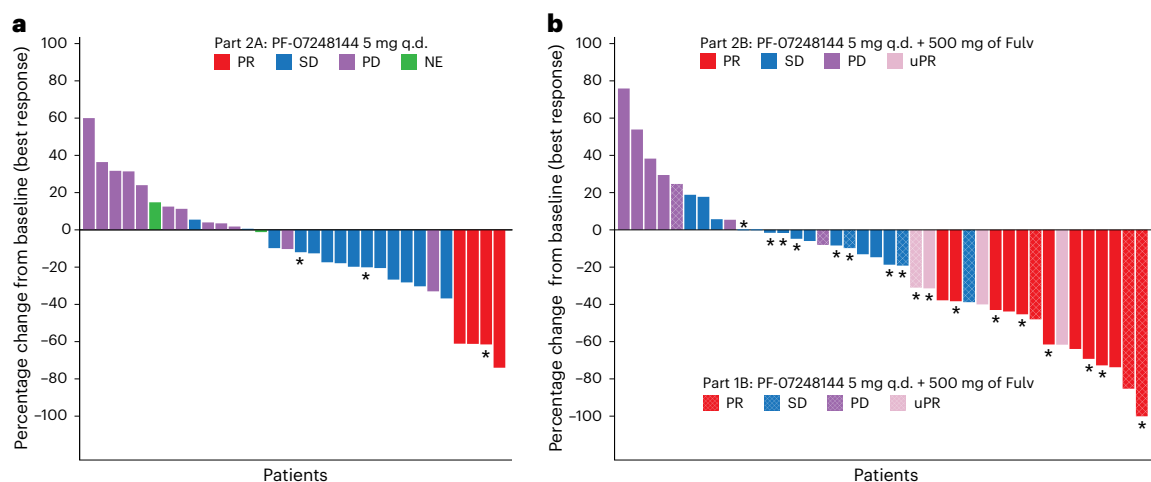 a
Part 2A: PF-07248144 5 mg q.d.
PR SD PD NE
Percentage change from baseline (best response)
100
80
60
40
20
0
–20
–40
–60
–80
–100
* * *
Patients
b
Part 2B: PF-07248144 5 mg q.d. + 500 mg of Fulv
PR SD PD uPR
Percentage change from baseline (best response)
100
80
60
40
20
0
–20
–40
–60
–80
–100
* * * * * * * * * * * * * * * * *
Part 1B: PF-07248144 5 mg q.d. + 500 mg of Fulv
PR SD PD uPR
Patients